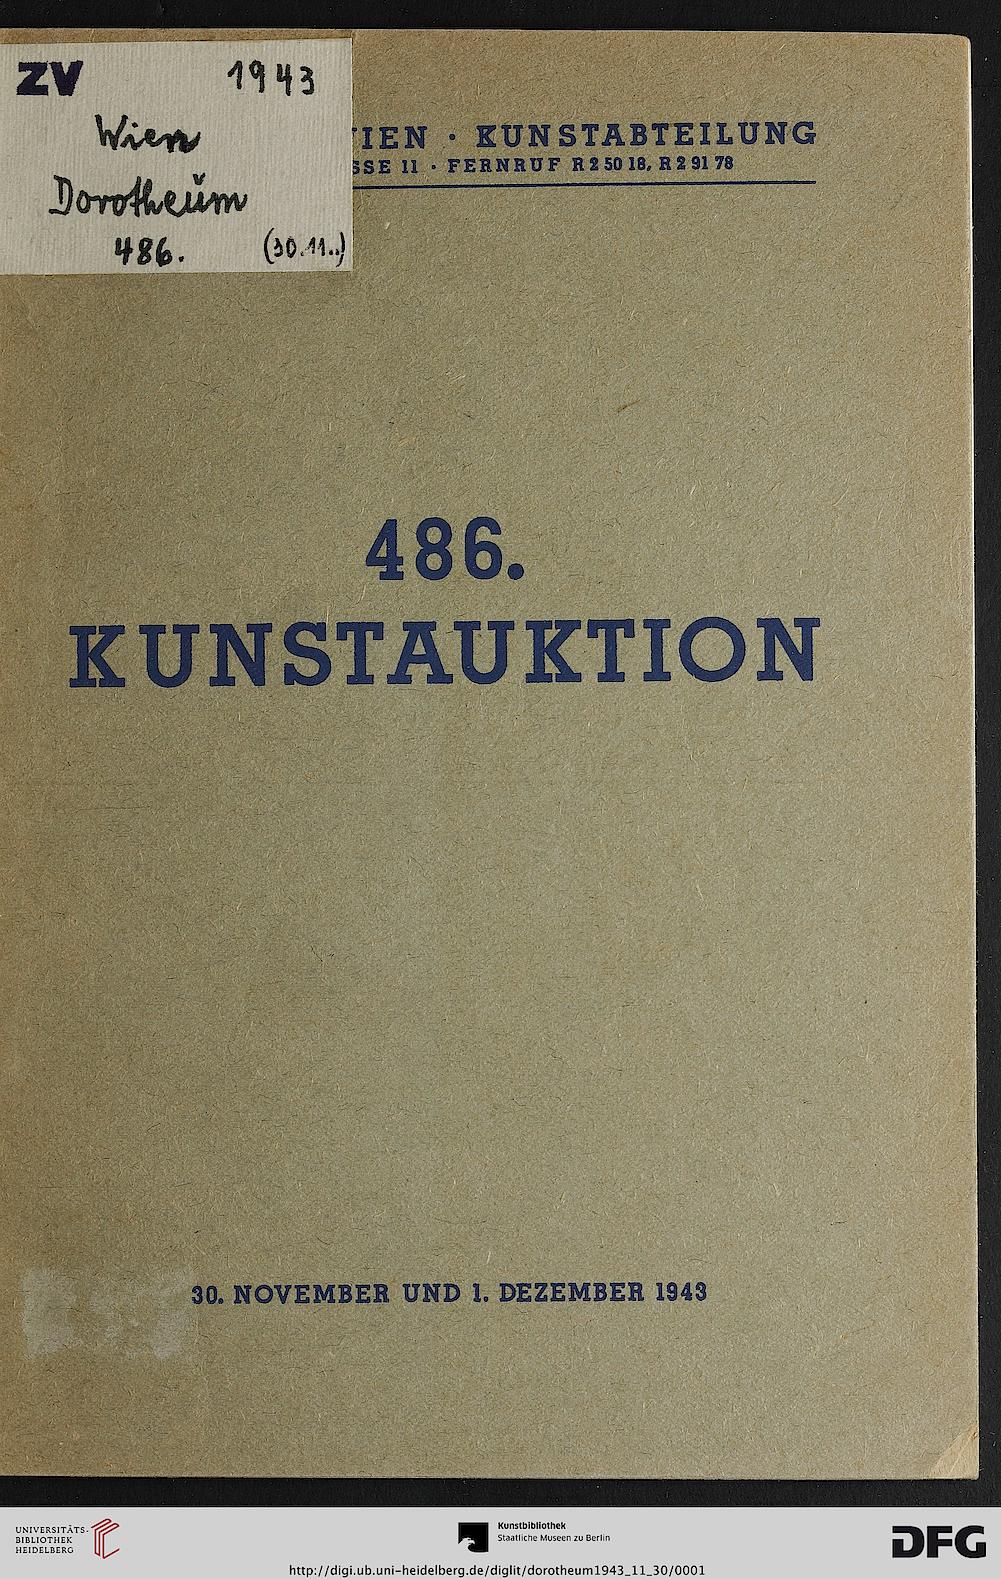 ZV 1943
Wien
Dorotheŭm
486. (30.11..)
IEN · KUNSTABTEILUNG
SSE 11 · FERNRUF R 2 50 18, R 2 91 78
486.
KUNSTAUKTION
30. NOVEMBER UND 1. DEZEMBER 1943
UNIVERSITÄTS-
BIBLIOTHEK
HEIDELBERG
Kunstbibliothek
Staatliche Museen zu Berlin
DFG
http://digi.ub.uni-heidelberg.de/diglit/dorotheum1943_11_30/0001